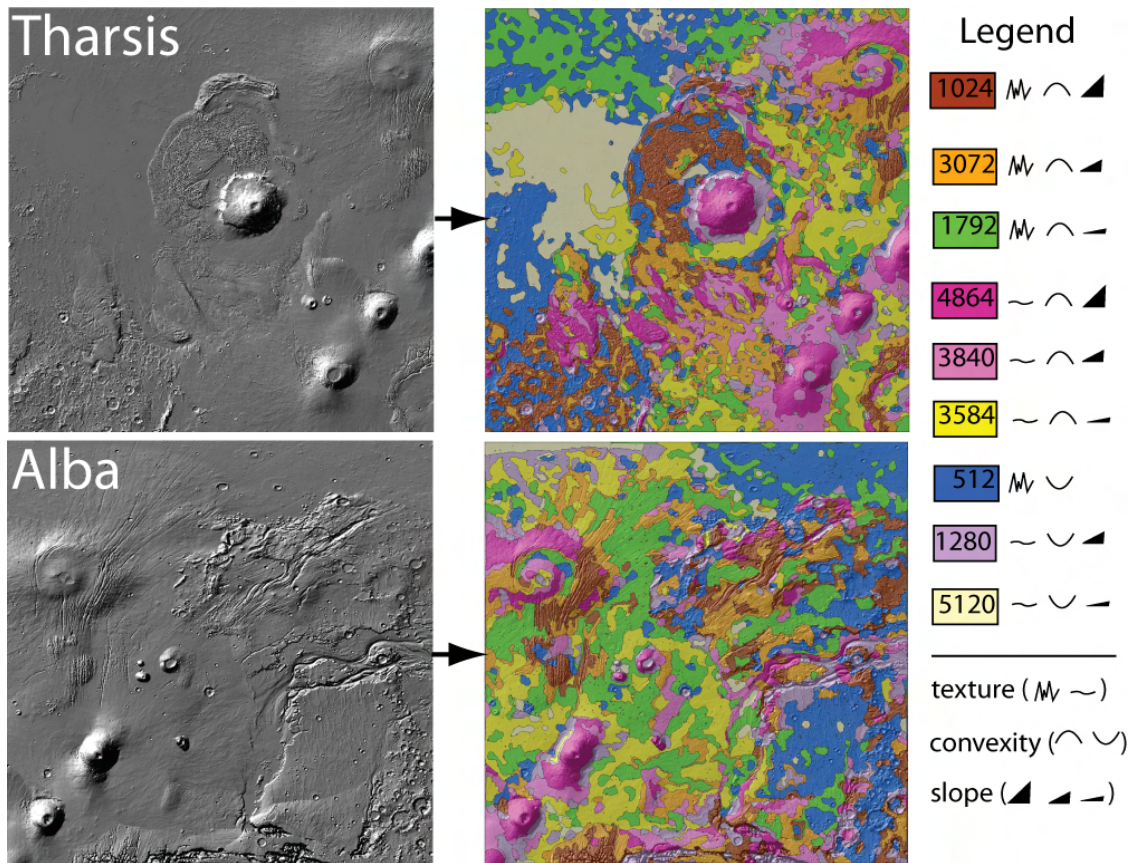 Tharsis
Legend
1024
3072
1792
4864
3840
3584
512
1280
5120
texture ( )
convexity ( )
slope ( )
Alba